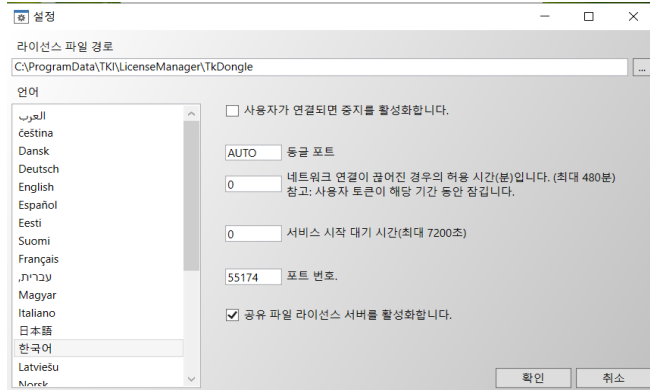 설정
라이선스 파일 경로
C:\ProgramData\TKI\LicenseManager\TkDongle
...
언어
العرب
čeština
Dansk
Deutsch
English
Español
Eesti
Suomi
Français
עברית,
Magyar
Italiano
日本語
한국어
Latviešu
Norsk
사용자가 연결되면 중지를 활성화합니다.
AUTO 동글 포트
0 네트워크 연결이 끊어진 경우의 허용 시간(분)입니다. (최대 480분)
참고: 사용자 토큰이 해당 기간 동안 잠깁니다.
0 서비스 시작 대기 시간(최대 7200초)
55174 포트 번호.
공유 파일 라이선스 서버를 활성화합니다.
확인 취소